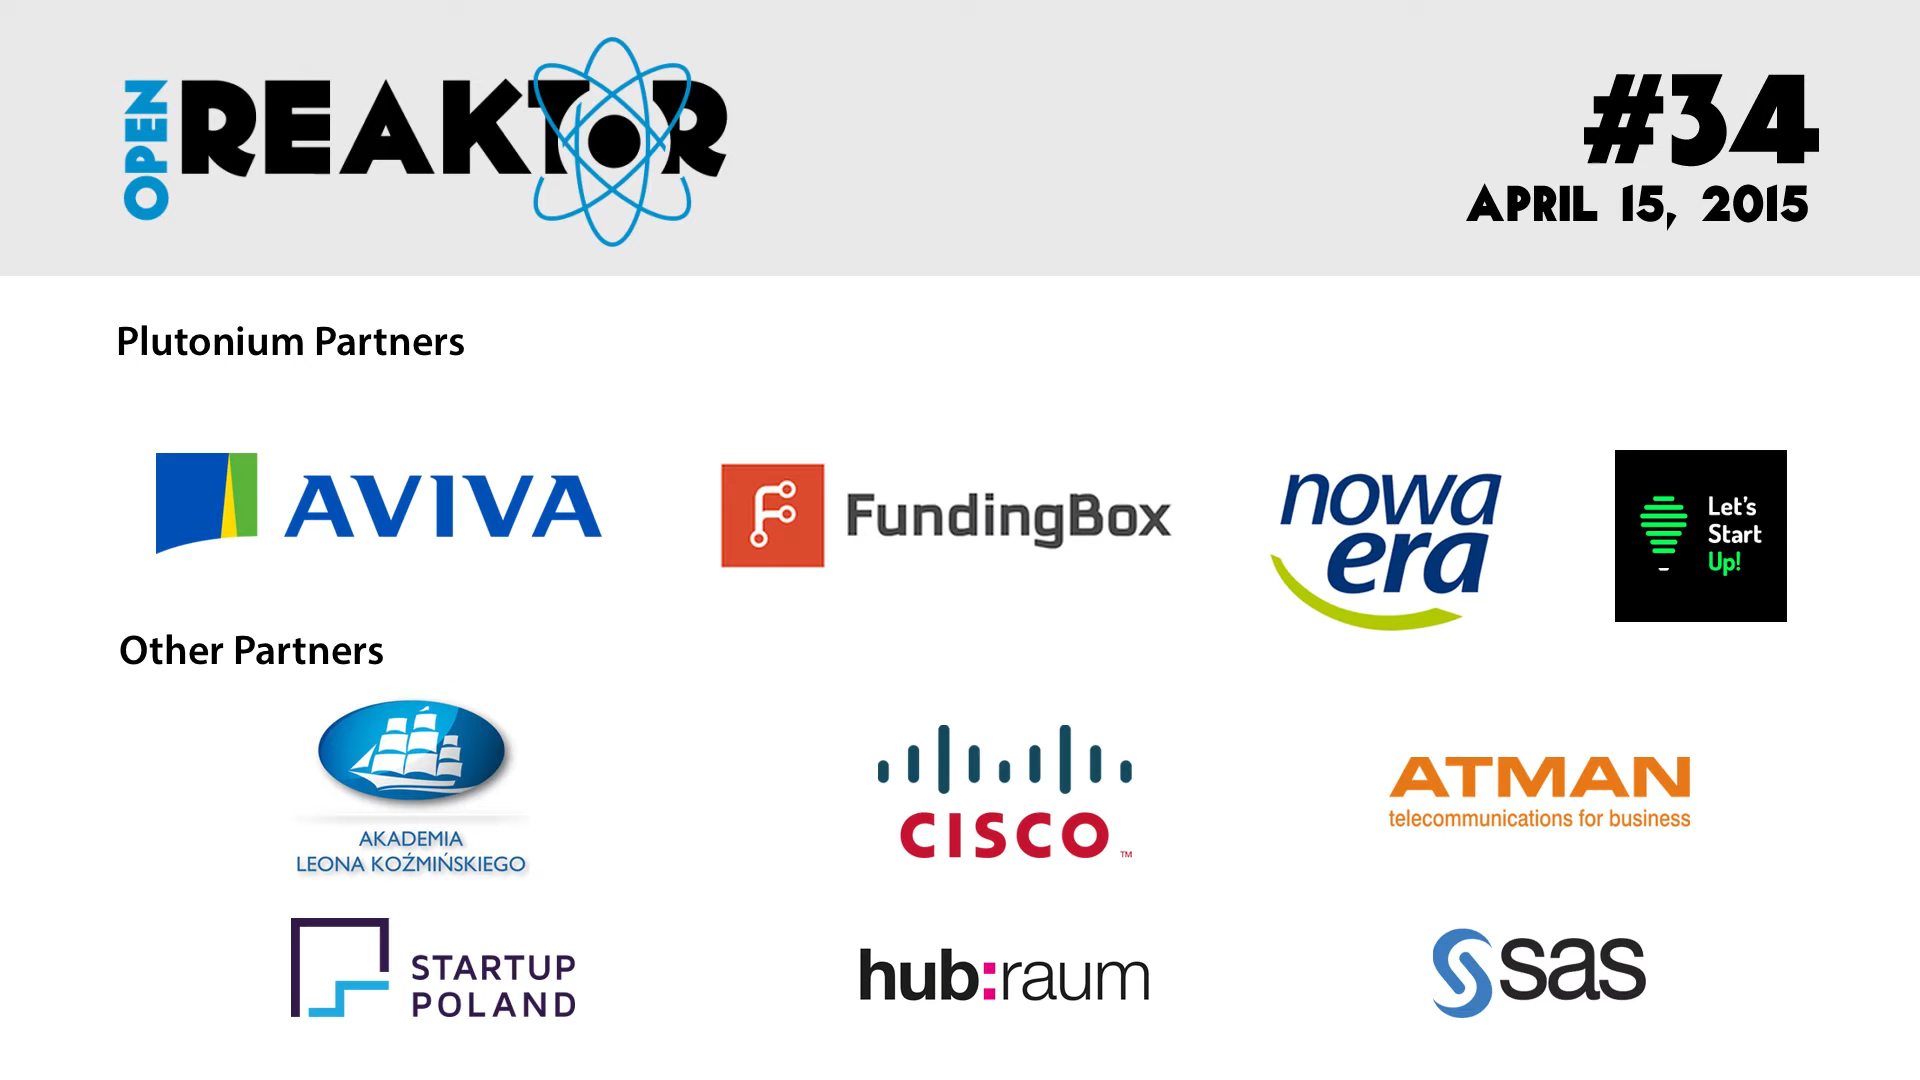 OPEN REAKTOR
#34
APRIL 15, 2015
Plutonium Partners
AVIVA
FundingBox
nowa
era
Let's
Start
Up!
Other Partners
AKADEMIA
LEONA KOŹMIŃSKIEGO
CISCO
TM
ATMAN
telecommunications for business
STARTUP
POLAND
hub:raum
sas